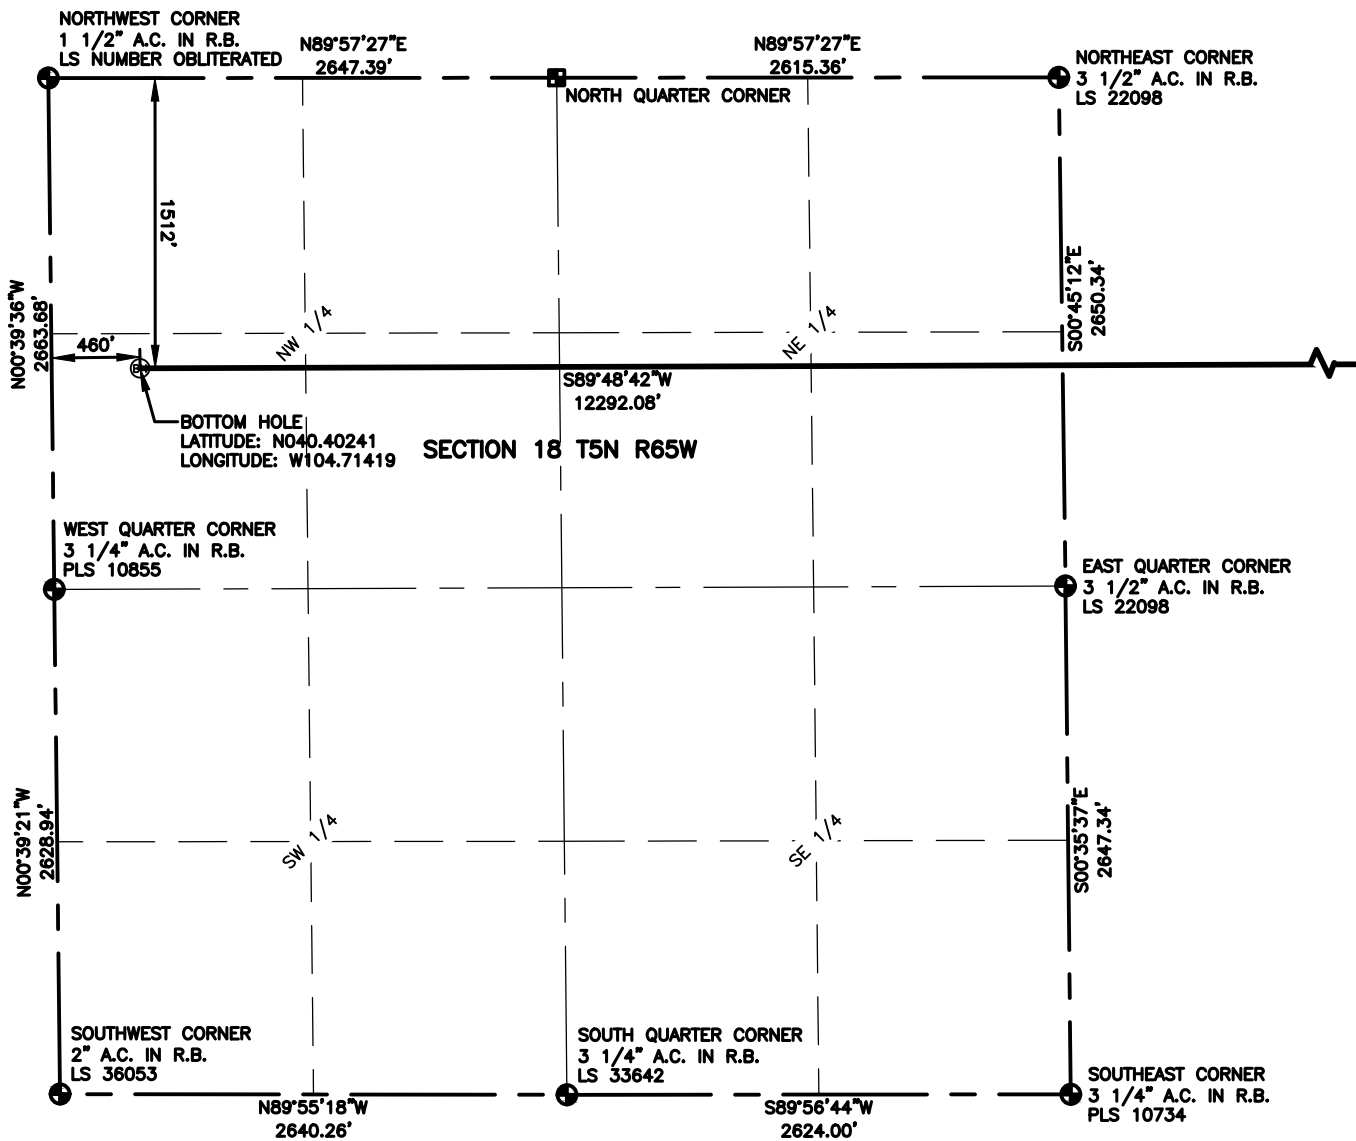 NORTHWEST CORNER
1 1/2" A.C. IN R.B.
LS NUMBER OBLITERATED
N89°57'27"E
2647.39'
N89°57'27"E
2615.36'
NORTH QUARTER CORNER
NORTHEAST CORNER
3 1/2" A.C. IN R.B.
LS 22098
1512'
N00°39'36"W
2663.68'
460'
NW 1/4
NE 1/4
S00°45'12"E
2650.34'
B
S89°48'42"W
12292.08'
BOTTOM HOLE
LATITUDE: N040.40241
LONGITUDE: W104.71419
SECTION 18 T5N R65W
WEST QUARTER CORNER
3 1/4" A.C. IN R.B.
PLS 10855
EAST QUARTER CORNER
3 1/2" A.C. IN R.B.
LS 22098
N00°39'21"W
2628.94'
SW 1/4
SE 1/4
S00°35'37"E
2647.34'
SOUTHWEST CORNER
2" A.C. IN R.B.
LS 36053
SOUTH QUARTER CORNER
3 1/4" A.C. IN R.B.
LS 33642
SOUTHEAST CORNER
3 1/4" A.C. IN R.B.
PLS 10734
N89°55'18"W
2640.26'
S89°56'44"W
2624.00'